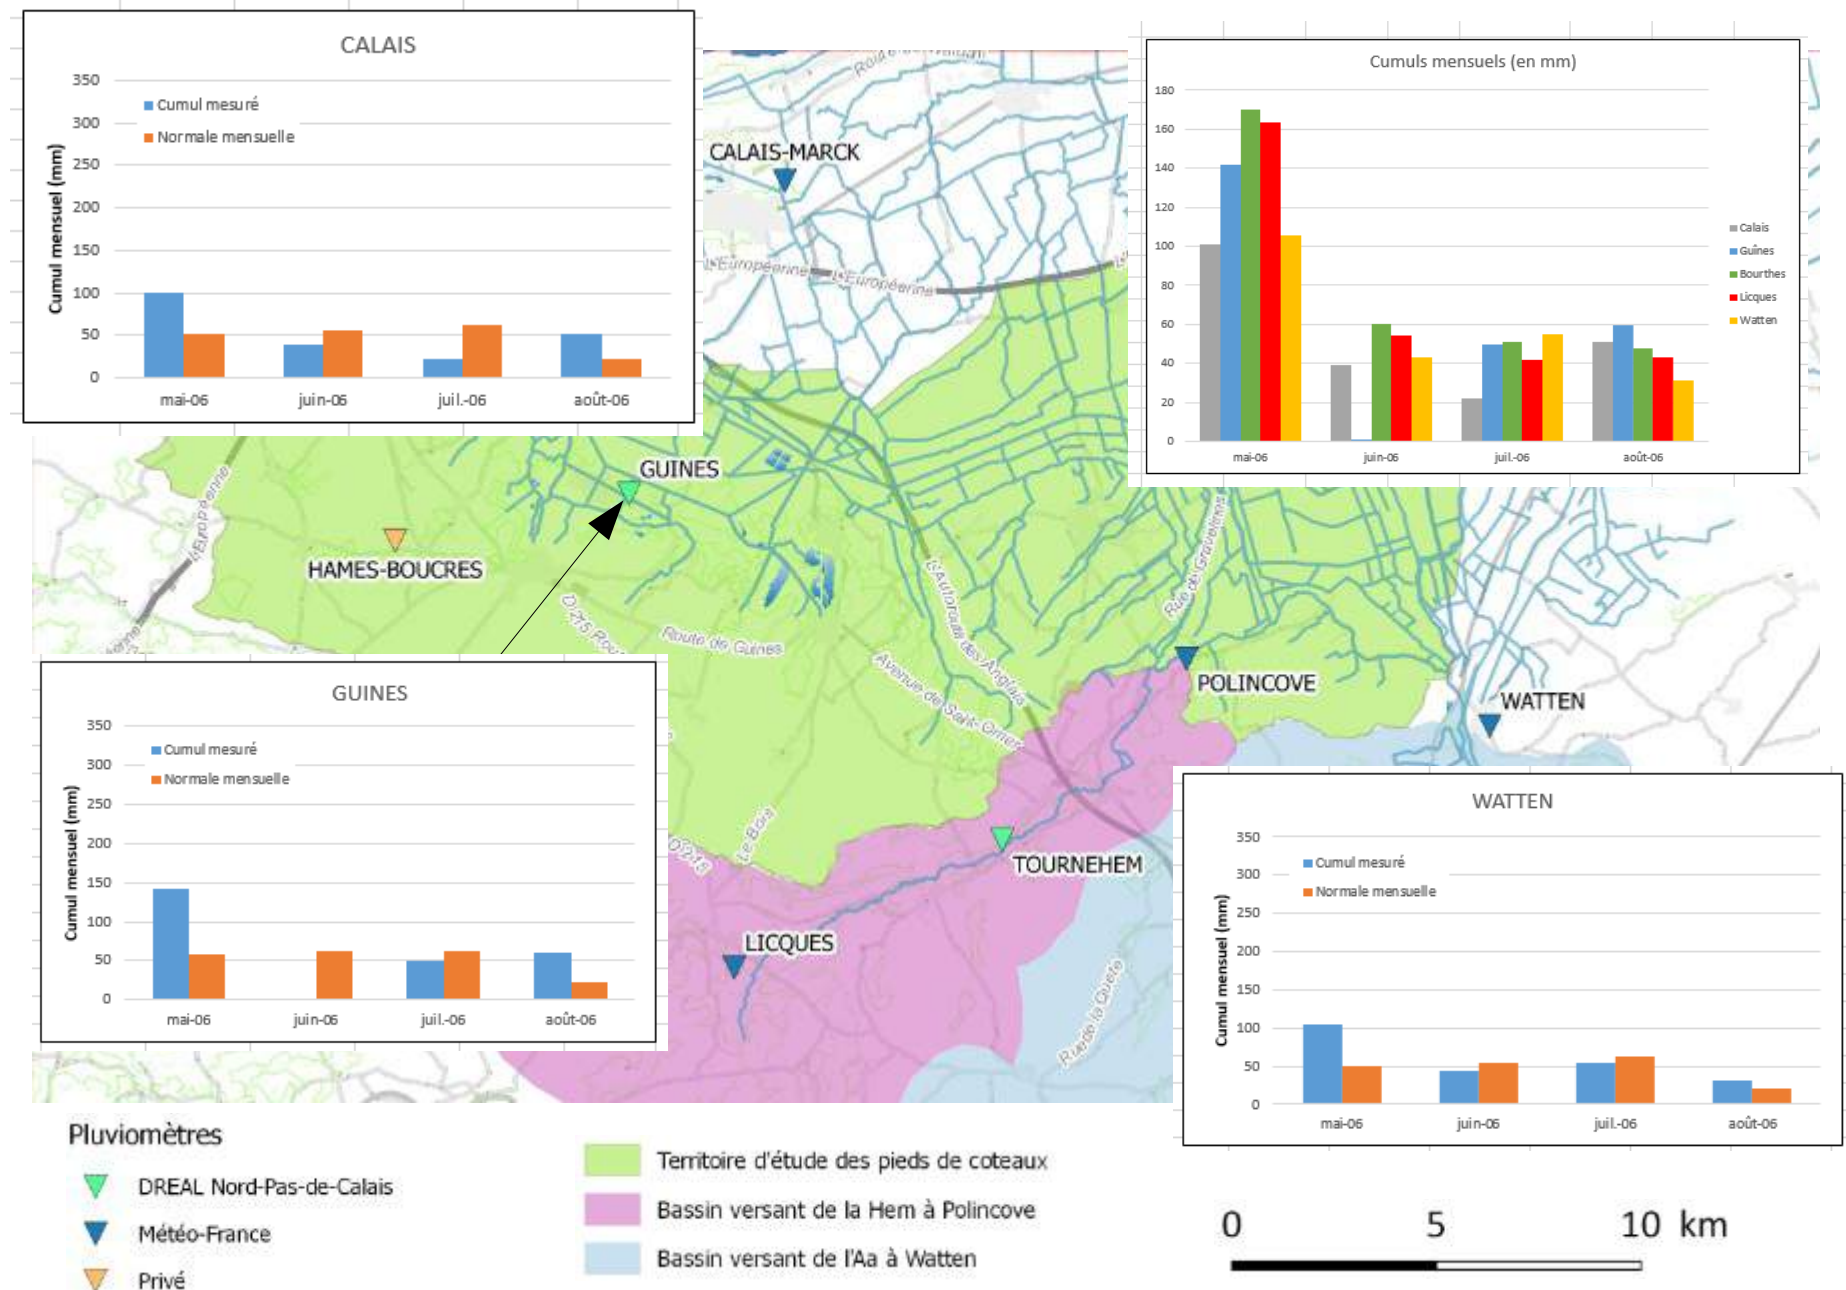 CALAIS
350
300
250
200
150
100
50
0
Cumul mensuel (mm)
Cumul mesuré
Normale mensuelle
mai-06
juin-06
juil.-06
août-06
Cumuls mensuels (en mm)
180
160
140
120
100
80
60
40
20
0
mai-06
juin-06
juil.-06
août-06
Calais
Guînes
Bourthes
Licques
Watten
CALAIS-MARCK
L'Européenne
L'Européenne
L'Européenne
GUINES
HAMES-BOUCRES
Route de Guînes
Avenue de Saint-Omer
L'Autoroute des Anglais
Rue de Gravelines
POLINCOVE
WATTEN
Le Bois
TOURNEHEM
LICQUES
GUINES
350
300
250
200
150
100
50
0
Cumul mensuel (mm)
Cumul mesuré
Normale mensuelle
mai-06
juin-06
juil.-06
août-06
WATTEN
350
300
250
200
150
100
50
0
Cumul mensuel (mm)
Cumul mesuré
Normale mensuelle
mai-06
juin-06
juil.-06
août-06
Pluviomètres
DREAL Nord-Pas-de-Calais
Météo-France
Privé
Territoire d'étude des pieds de coteaux
Bassin versant de la Hem à Polincove
Bassin versant de l'Aa à Watten
0 5 10 km